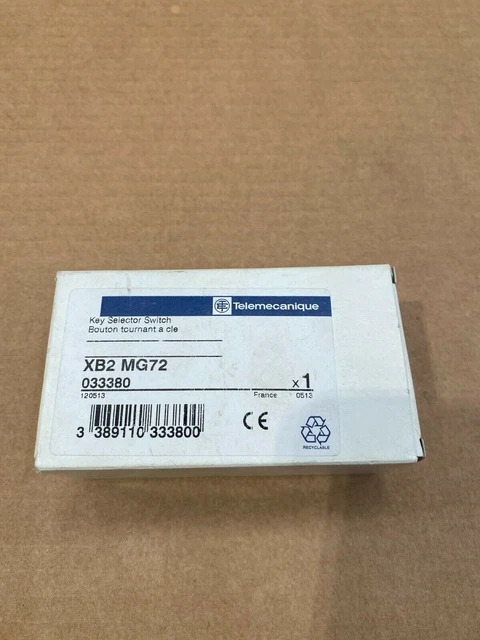 Telemecanique
Key Selector Switch
Bouton tournant a cle
XB2 MG72
033380
x1
120513 France 0513
3 389110 333800
CE
RECYCLABLE